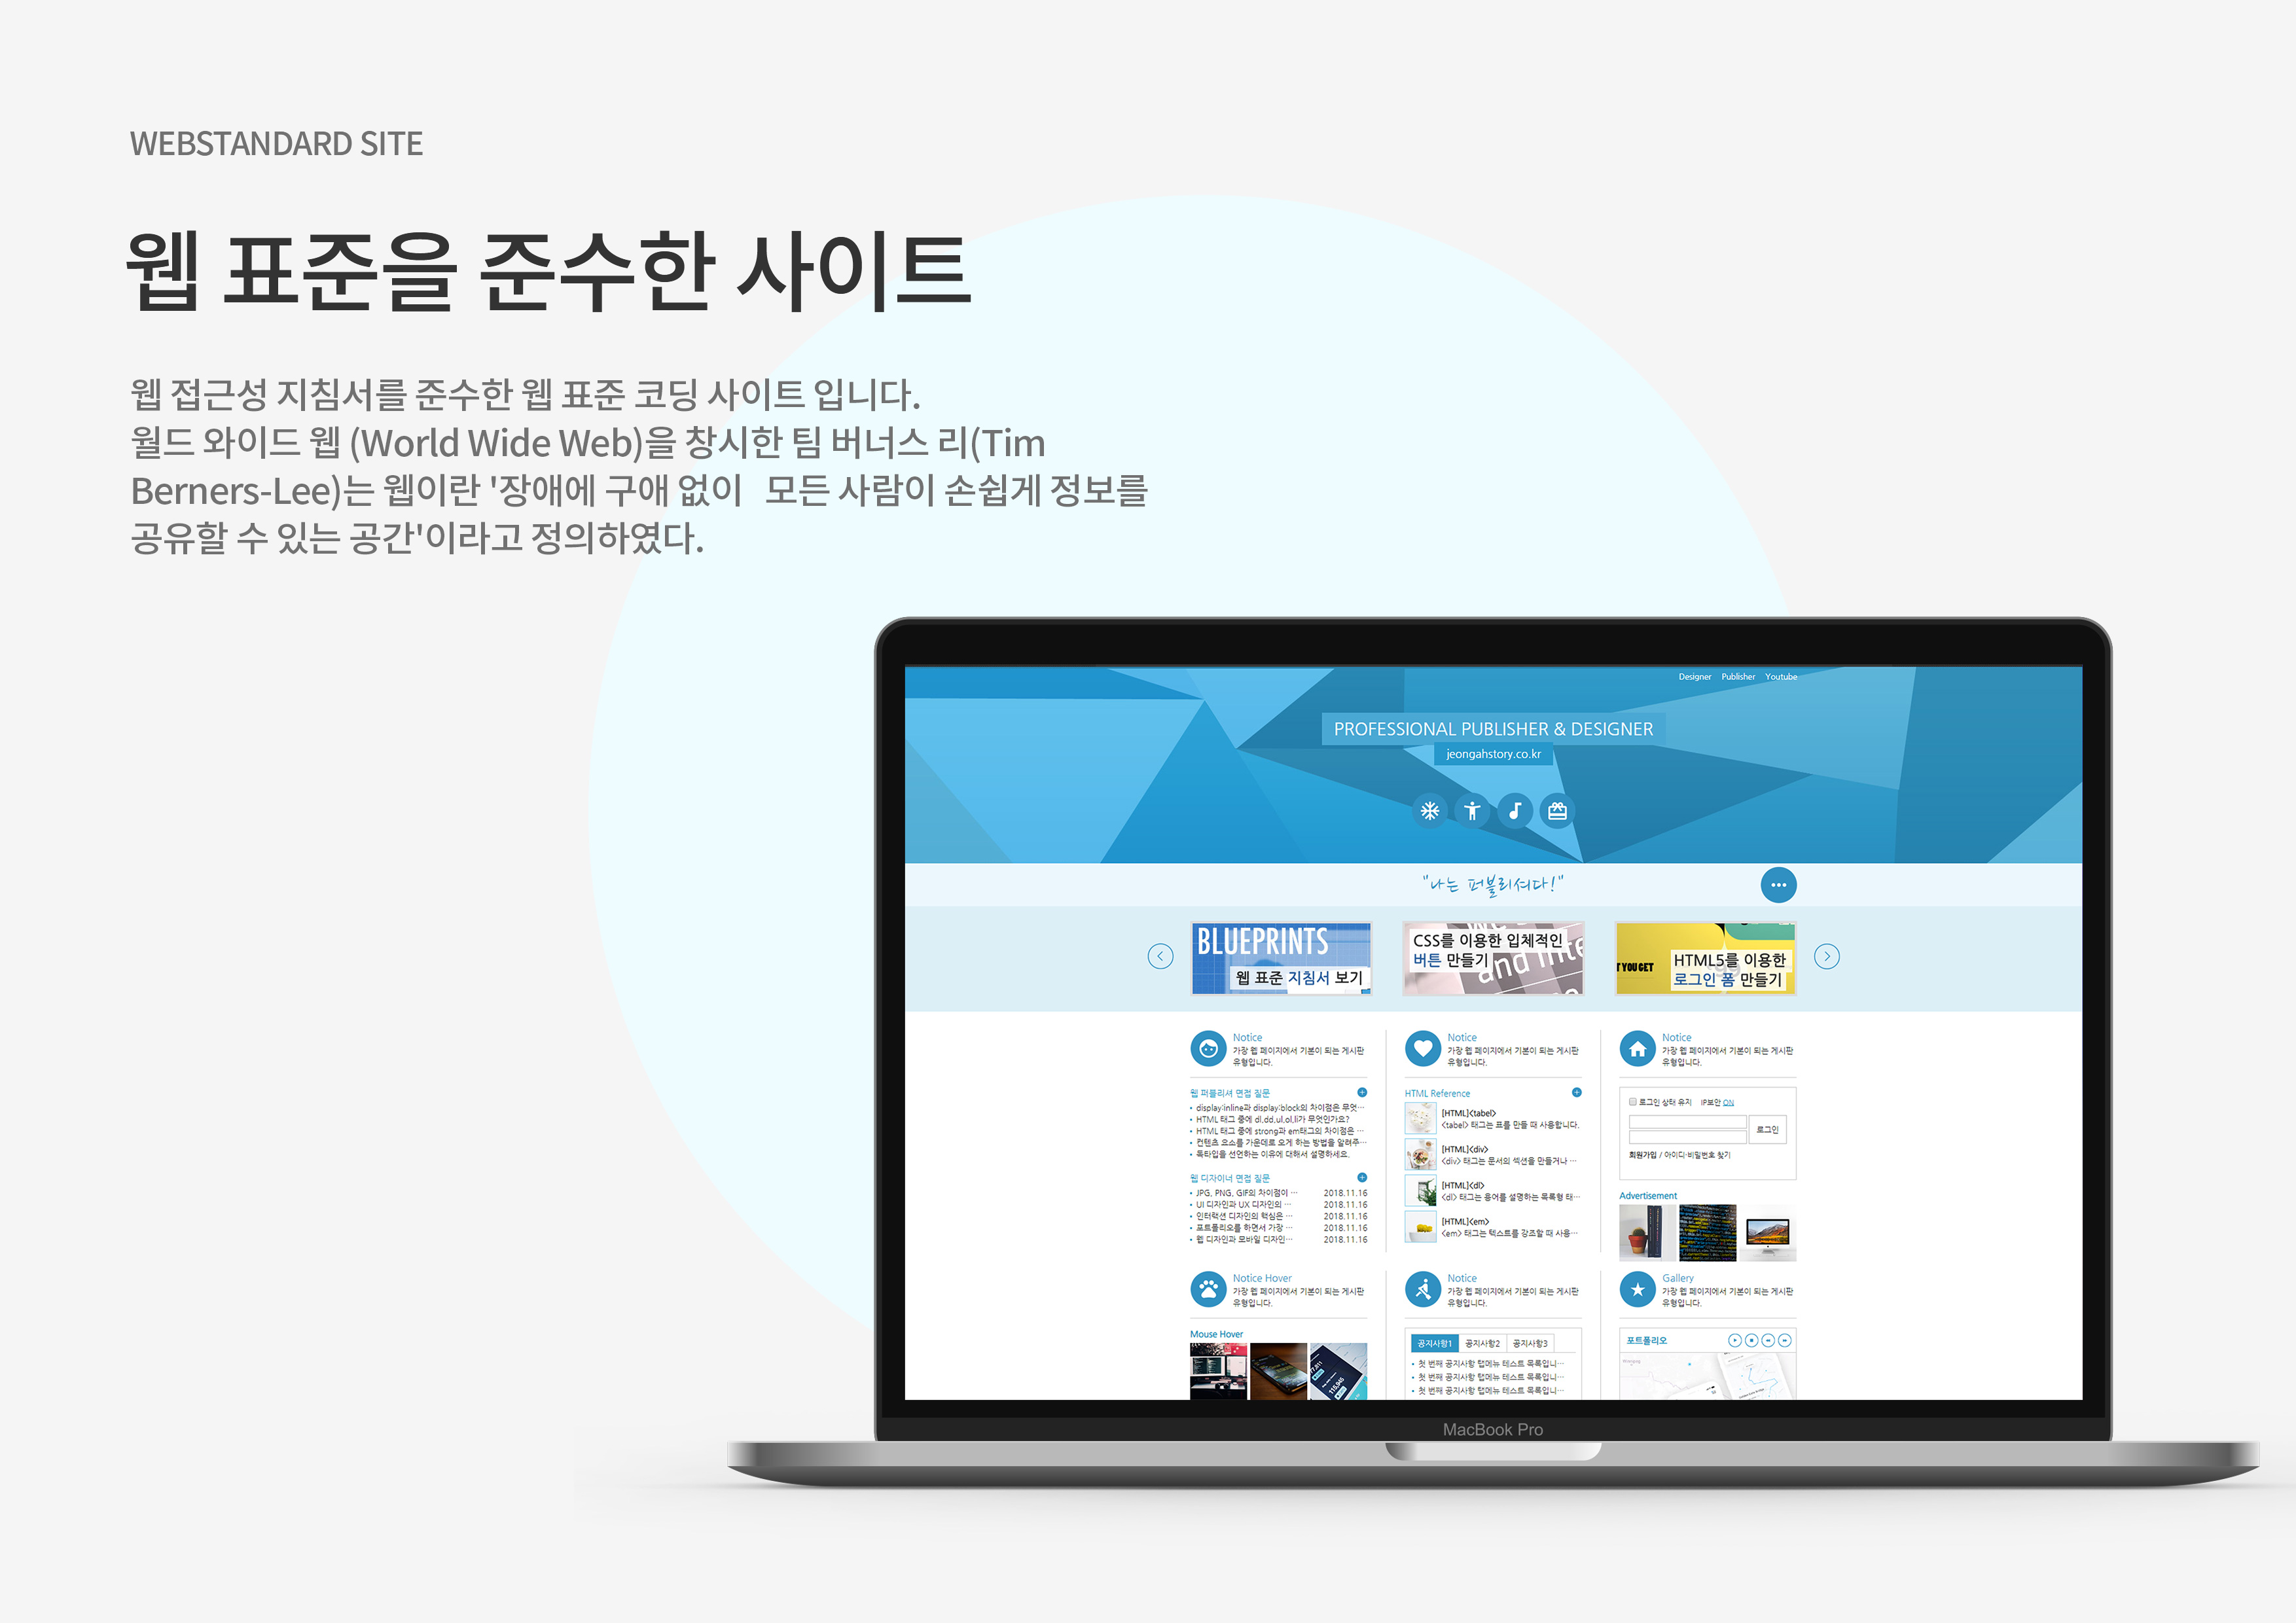 WEBSTANDARD SITE
웹 표준을 준수한 사이트
웹 접근성 지침서를 준수한 웹 표준 코딩 사이트 입니다.
월드 와이드 웹 (World Wide Web)을 창시한 팀 버너스 리(Tim
Berners-Lee)는 웹이란 '장애에 구애 없이 모든 사람이 손쉽게 정보를
공유할 수 있는 공간'이라고 정의하였다.
Designer Publisher Youtube
PROFESSIONAL PUBLISHER & DESIGNER
jeongahstory.co.kr
"나는 퍼블리셔다!"
BLUEPRINTS
웹 표준 지침서 보기
CSS를 이용한 입체적인
버튼 만들기
and inte
T YOU GET
HTML5를 이용한
로그인 폼 만들기
Notice
가장 웹 페이지에서 기본이 되는 게시판
유형입니다.
웹 퍼블리셔 면접 질문
display:inline과 display:block의 차이점은 무엇…
HTML 태그 중에 dl,dd,ul,ol,li가 무엇인가요?
HTML 태그 중에 strong과 em태그의 차이점은 …
컨텐츠 요소를 가운데로 오게 하는 방법을 알려주…
독타입을 선언하는 이유에 대해서 설명하세요.
웹 디자이너 면접 질문
JPG, PNG, GIF의 차이점이 … 2018.11.16
UI 디자인과 UX 디자인의 … 2018.11.16
인터랙션 디자인의 핵심은 … 2018.11.16
포트폴리오를 하면서 가장 … 2018.11.16
웹 디자인과 모바일 디자인… 2018.11.16
Notice
가장 웹 페이지에서 기본이 되는 게시판
유형입니다.
HTML Reference
[HTML]<tabel>
<tabel> 태그는 표를 만들 때 사용합니다.
[HTML]<div>
<div> 태그는 문서의 섹션을 만들거나 …
[HTML]<dl>
<dl> 태그는 용어를 설명하는 목록형 태…
[HTML]<em>
<em> 태그는 텍스트를 강조할 때 사용…
Notice
가장 웹 페이지에서 기본이 되는 게시판
유형입니다.
로그인 상태 유지 IP보안 ON
로그인
회원가입 / 아이디·비밀번호 찾기
Advertisement
Notice Hover
가장 웹 페이지에서 기본이 되는 게시판
유형입니다.
Mouse Hover
Notice
가장 웹 페이지에서 기본이 되는 게시판
유형입니다.
공지사항1 공지사항2 공지사항3
첫 번째 공지사항 탭메뉴 테스트 목록입니…
첫 번째 공지사항 탭메뉴 테스트 목록입니…
첫 번째 공지사항 탭메뉴 테스트 목록입니…
Gallery
가장 웹 페이지에서 기본이 되는 게시판
유형입니다.
포트폴리오
MacBook Pro